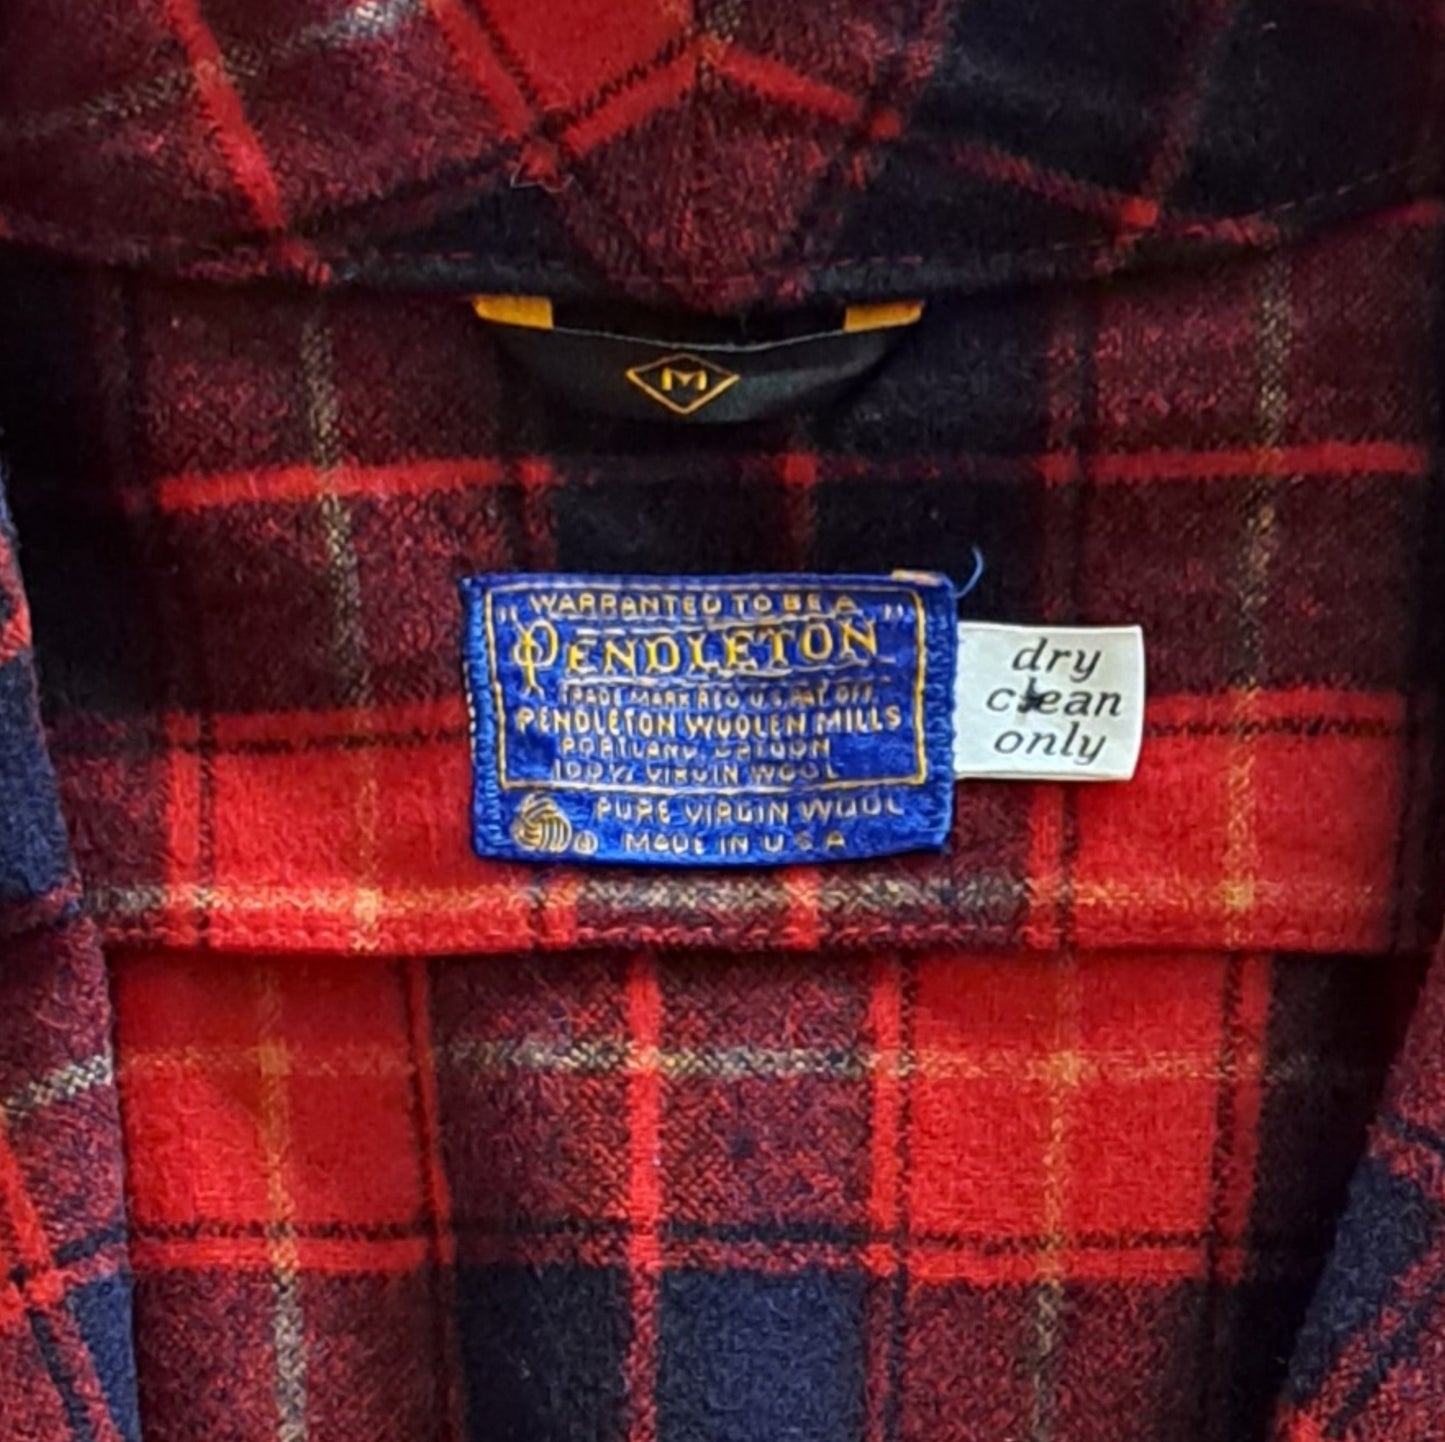 M
"WARRANTED TO BE A"
PENDLETON
TRADE MARK REG. U.S. PAT. OFF.
PENDLETON WOOLEN MILLS
PORTLAND, OREGON
100% VIRGIN WOOL
PURE VIRGIN WOOL
MADE IN U S A
dry
clean
only